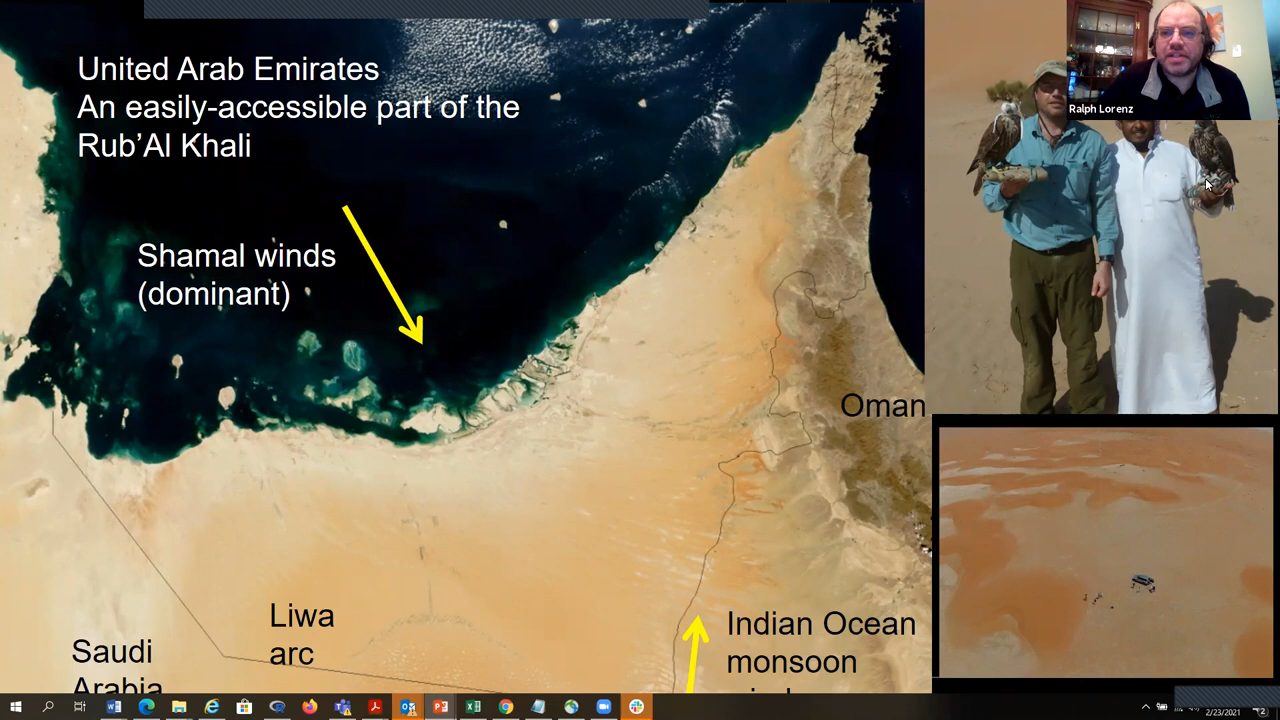 United Arab Emirates
An easily-accessible part of the
Rub'Al Khali
Ralph Lorenz
Shamal winds
(dominant)
Oman
Liwa
arc
Indian Ocean
monsoon
Saudi
Arabia
2/23/2021